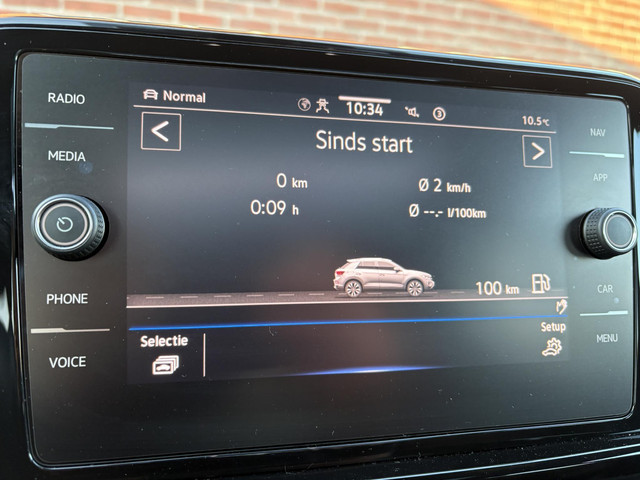 RADIO
MEDIA
PHONE
VOICE
Normal
10:34
3
10.5°C
< Sinds start >
0 km
Ø 2 km/h
0:09 h
Ø --.- l/100km
100 km
Selectie
Setup
NAV
APP
CAR
MENU